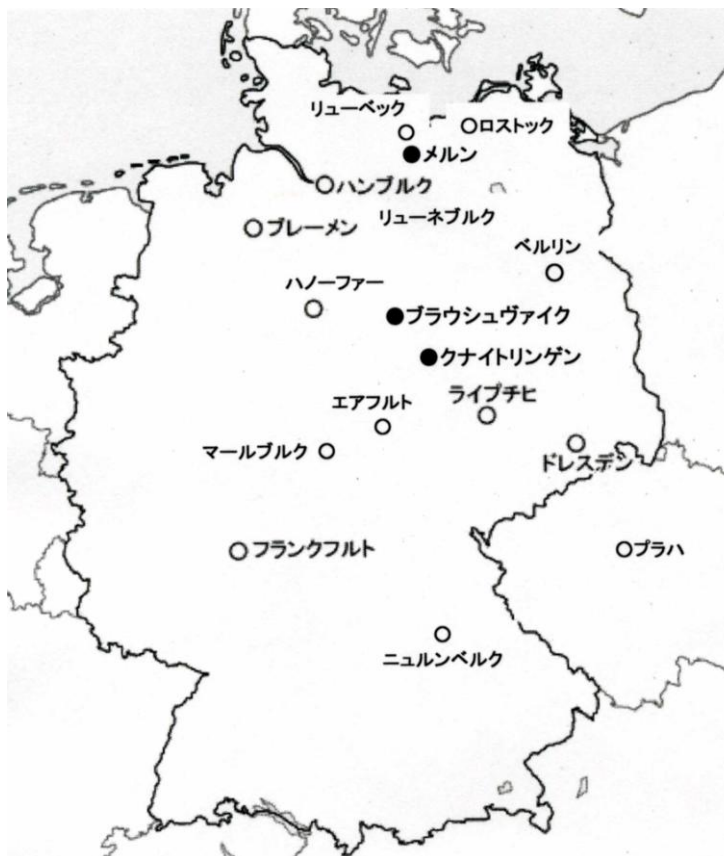 リューベック
ロストック
メルン
ハンブルク
リューネブルク
ブレーメン
ベルリン
ハノーファー
ブラウシュヴァイク
クナイトリンゲン
ライプチヒ
エアフルト
マールブルク
ドレスデン
フランクフルト
プラハ
ニュルンベルク